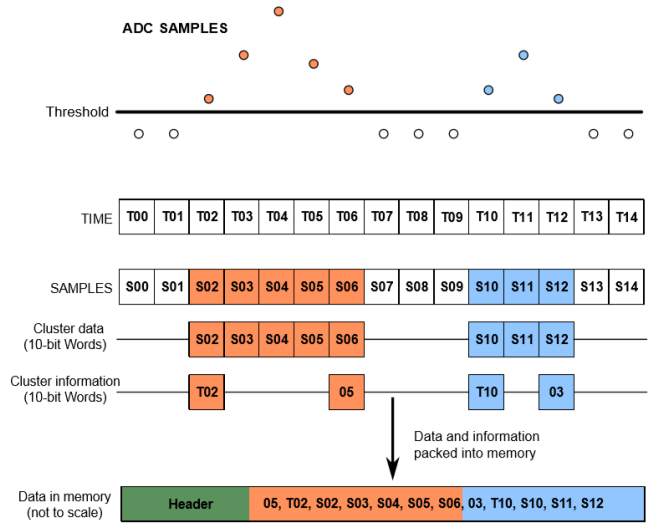 ADC SAMPLES
Threshold
TIME T00 T01 T02 T03 T04 T05 T06 T07 T08 T09 T10 T11 T12 T13 T14
SAMPLES S00 S01 S02 S03 S04 S05 S06 S07 S08 S09 S10 S11 S12 S13 S14
Cluster data
(10-bit Words)
S02 S03 S04 S05 S06 S10 S11 S12
Cluster information
(10-bit Words)
T02 05 T10 03
Data and information
packed into memory
Data in memory
(not to scale)
Header 05, T02, S02, S03, S04, S05, S06, 03, T10, S10, S11, S12